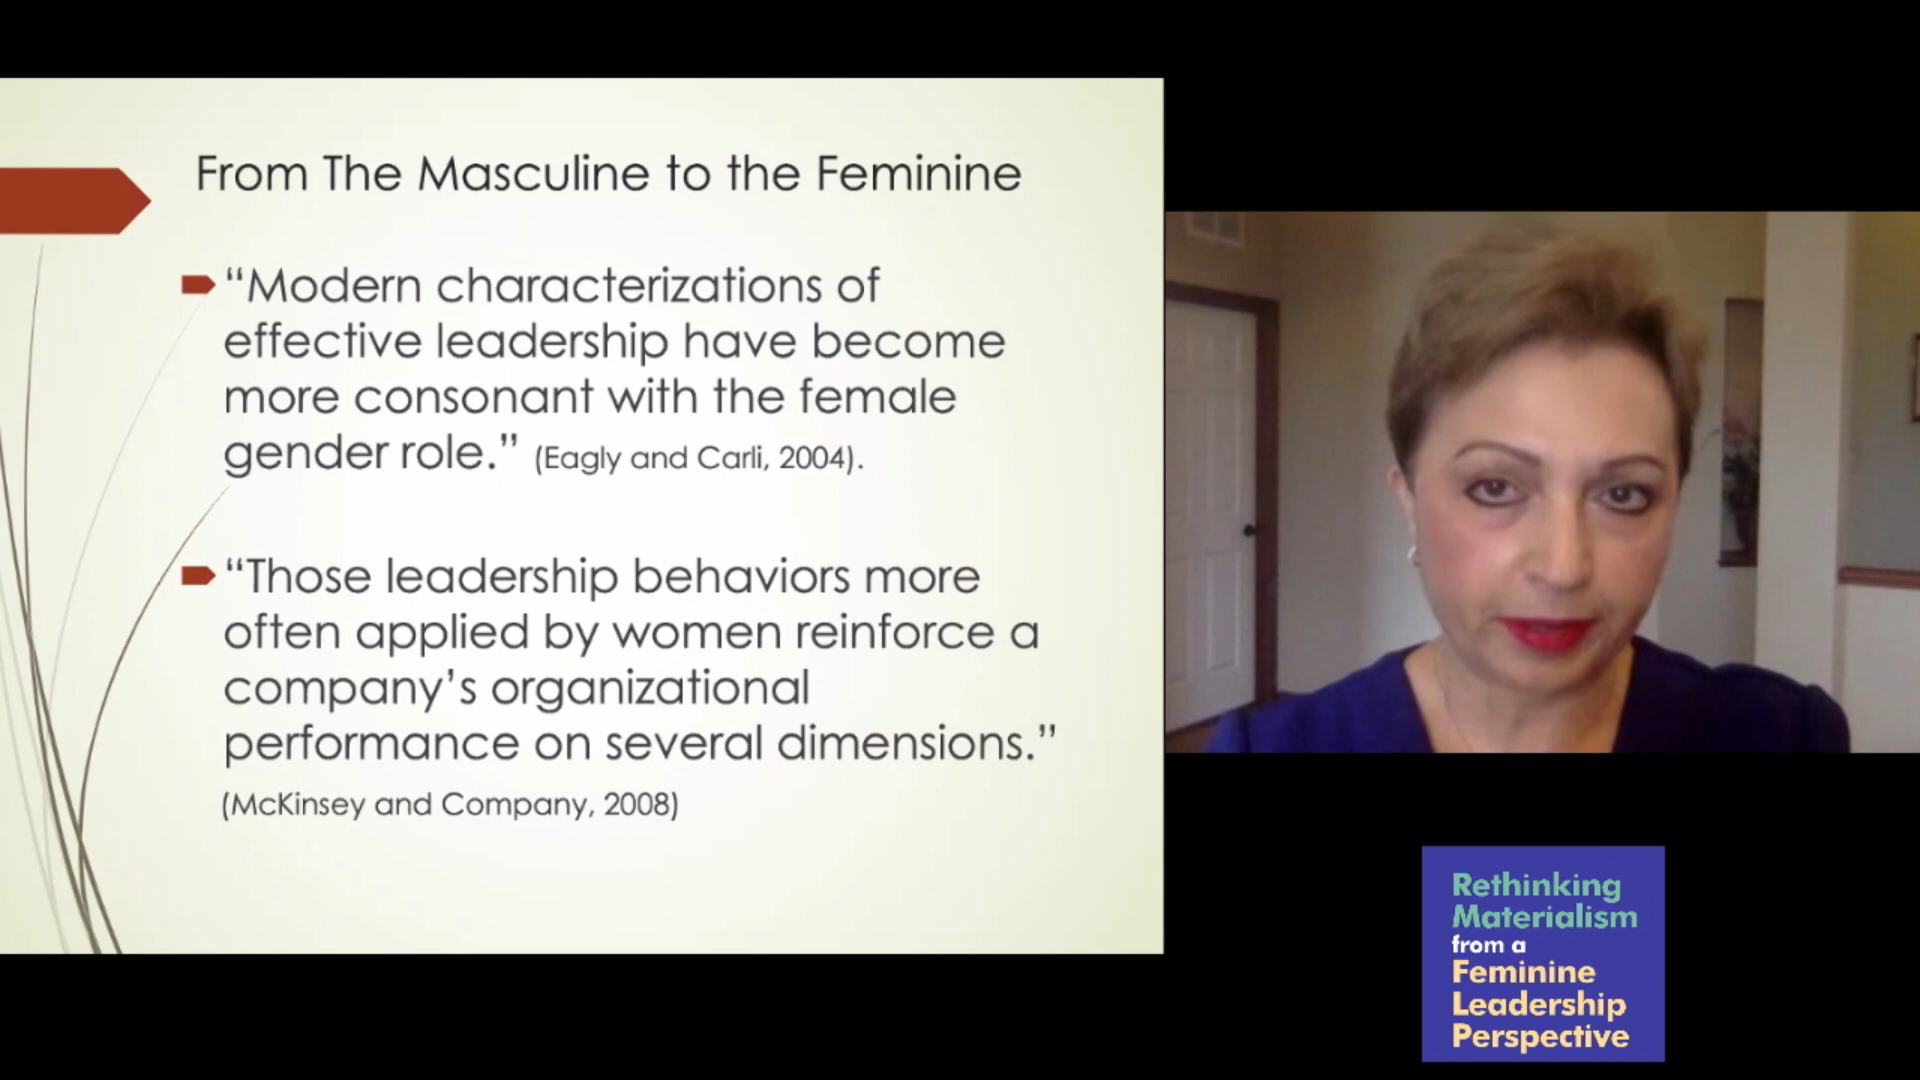 From The Masculine to the Feminine
“Modern characterizations of
effective leadership have become
more consonant with the female
gender role.” (Eagly and Carli, 2004).
“Those leadership behaviors more
often applied by women reinforce a
company’s organizational
performance on several dimensions.”
(McKinsey and Company, 2008)
Rethinking
Materialism
from a
Feminine
Leadership
Perspective